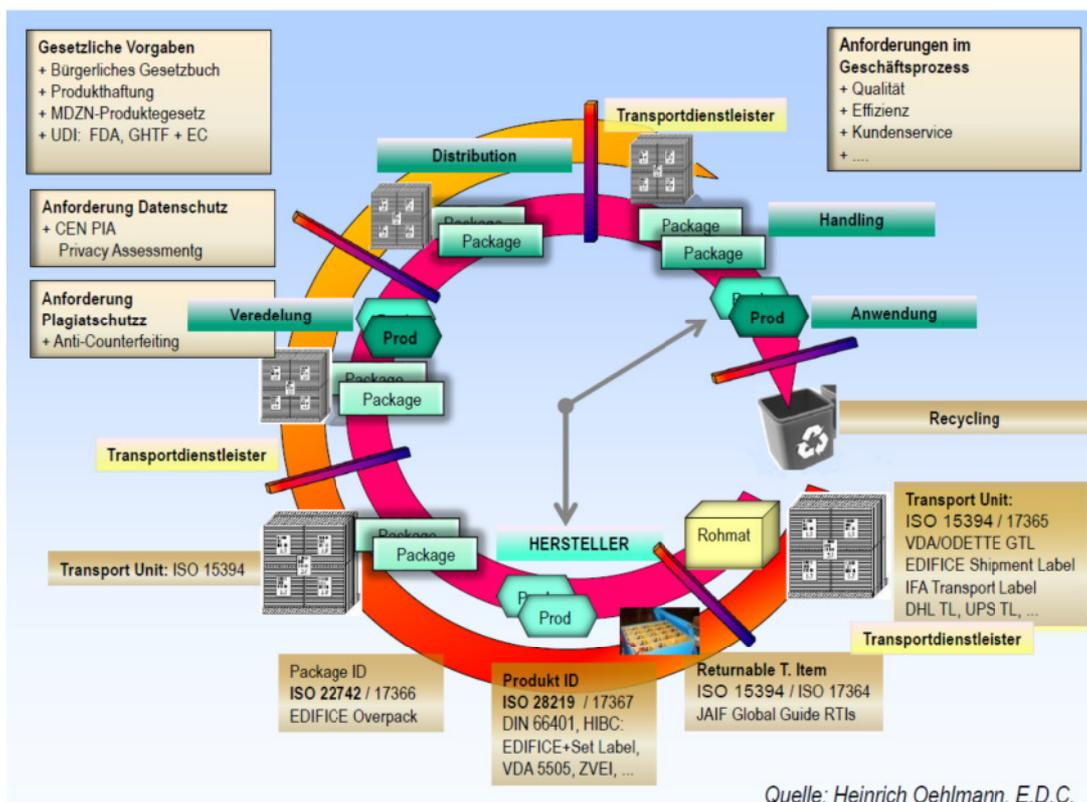 Gesetzliche Vorgaben
+ Bürgerliches Gesetzbuch
+ Produkthaftung
+ MDZN-Produktegesetz
+ UDI: FDA, GHTF + EC
Anforderungen im
Geschäftsprozess
+ Qualität
+ Effizienz
+ Kundenservice
+ ....
Transportdienstleister
Distribution
Anforderung Datenschutz
+ CEN PIA
Privacy Assessmentg
Package
Package
Package
Package
Handling
Anforderung
Plagiatschutzz
+ Anti-Counterfeiting
Veredelung
Prod
Prod
Anwendung
Package
Package
Recycling
Transportdienstleister
Transport Unit: ISO 15394
Package
Package
HERSTELLER
Rohmat
Prod
Prod
Transport Unit:
ISO 15394 / 17365
VDA/ODETTE GTL
EDIFICE Shipment Label
IFA Transport Label
DHL TL, UPS TL, ...
Transportdienstleister
Package ID
ISO 22742 / 17366
EDIFICE Overpack
Produkt ID
ISO 28219 / 17367
DIN 66401, HIBC:
EDIFICE+Set Label,
VDA 5505, ZVEI, ...
Returnable T. Item
ISO 15394 / ISO 17364
JAIF Global Guide RTIs
Quelle: Heinrich Oehlmann, E.D.C.